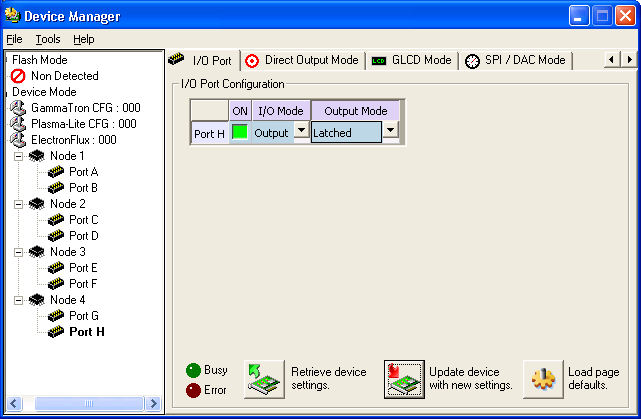 Device Manager
File Tools Help
Flash Mode
Non Detected
Device Mode
GammaTron CFG : 000
Plasma-Lite CFG : 000
ElectronFlux : 000
Node 1
Port A
Port B
Node 2
Port C
Port D
Node 3
Port E
Port F
Node 4
Port G
Port H
I/O Port Direct Output Mode LCD GLCD Mode SPI / DAC Mode
I/O Port Configuration
ON I/O Mode Output Mode
Port H Output Latched
Busy
Error
Retrieve device
settings.
Update device
with new settings.
Load page
defaults.